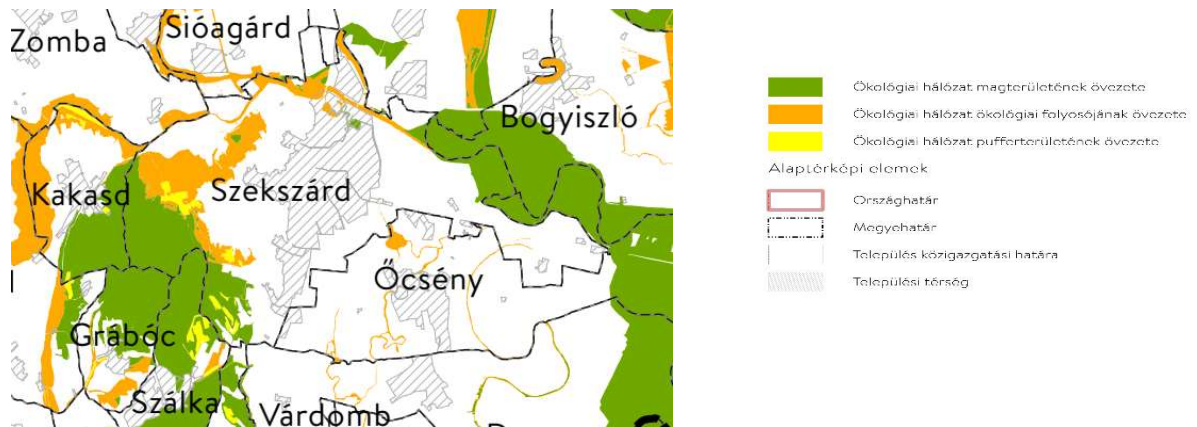 Zomba
Sióagárd
Bogyiszló
Kakasd
Szekszárd
Őcsény
Grábóc
Szálka
Várdomb
Ökológiai hálózat magterületének övezete
Ökológiai hálózat ökológiai folyosójának övezete
Ökológiai hálózat pufferterületének övezete
Alaptérképi elemek
Országhatár
Megyehatár
Település közigazgatási határa
Települési térség